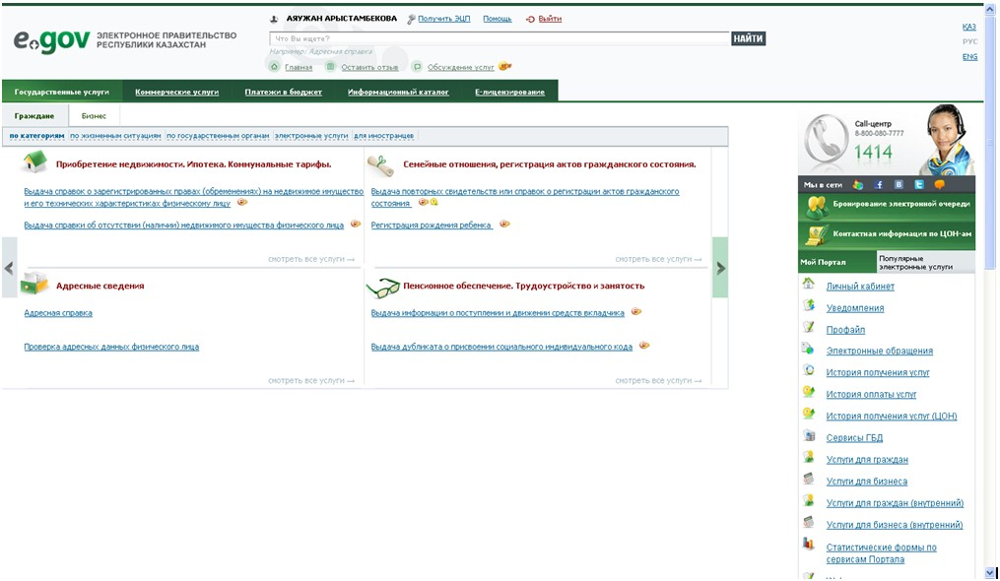 АЯУЖАН АРЫСТАМБЕКОВА Получить ЭЦП Помощь Выйти
e.gov ЭЛЕКТРОННОЕ ПРАВИТЕЛЬСТВО
РЕСПУБЛИКИ КАЗАХСТАН
Что Вы ищете? НАЙТИ
Например: Адресная справка
Главная Оставить отзыв Обсуждение услуг
ҚАЗ
РУС
ENG
Государственные услуги Коммерческие услуги Платежи в бюджет Информационный каталог Е-лицензирование
Граждане Бизнес
по категориям по жизненным ситуациям по государственным органам электронные услуги для иностранцев
Приобретение недвижимости. Ипотека. Коммунальные тарифы.
Выдача справок о зарегистрированных правах (обременениях) на недвижимое имущество
и его технических характеристиках физическому лицу
Выдача справки об отсутствии (наличии) недвижимого имущества физического лица
смотреть все услуги →
Семейные отношения, регистрация актов гражданского состояния.
Выдача повторных свидетельств или справок о регистрации актов гражданского
состояния
Регистрация рождения ребенка
смотреть все услуги →
Адресные сведения
Адресная справка
Проверка адресных данных физического лица
смотреть все услуги →
Пенсионное обеспечение. Трудоустройство и занятость
Выдача информации о поступлении и движении средств вкладчика
Выдача дубликата о присвоении социального индивидуального кода
смотреть все услуги →
Call-центр
8-800-080-7777
1414
Мы в сети
Бронирование электронной очереди
Контактная информация по ЦОН-ам
Мой Портал
Популярные
электронные услуги
Личный кабинет
Уведомления
Профайл
Электронные обращения
История получения услуг
История оплаты услуг
История получения услуг (ЦОН)
Сервисы ГБД
Услуги для граждан
Услуги для бизнеса
Услуги для граждан (внутренний)
Услуги для бизнеса (внутренний)
Статистические формы по
сервисам Портала